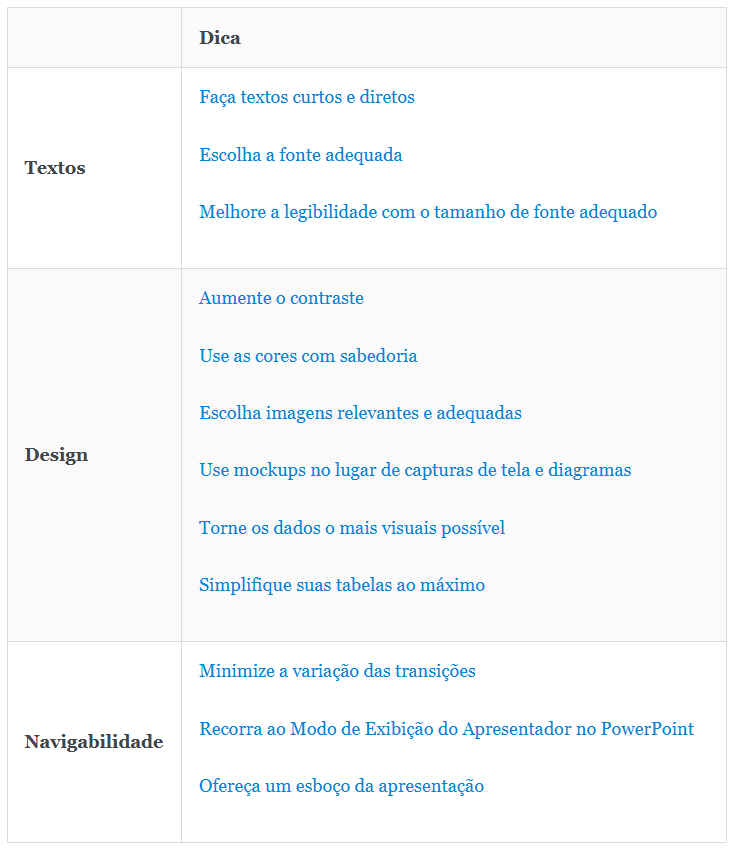 Dica
Textos
Faça textos curtos e diretos
Escolha a fonte adequada
Melhore a legibilidade com o tamanho de fonte adequado
Design
Aumente o contraste
Use as cores com sabedoria
Escolha imagens relevantes e adequadas
Use mockups no lugar de capturas de tela e diagramas
Torne os dados o mais visuais possível
Simplifique suas tabelas ao máximo
Navigabilidade
Minimize a variação das transições
Recorra ao Modo de Exibição do Apresentador no PowerPoint
Ofereça um esboço da apresentação